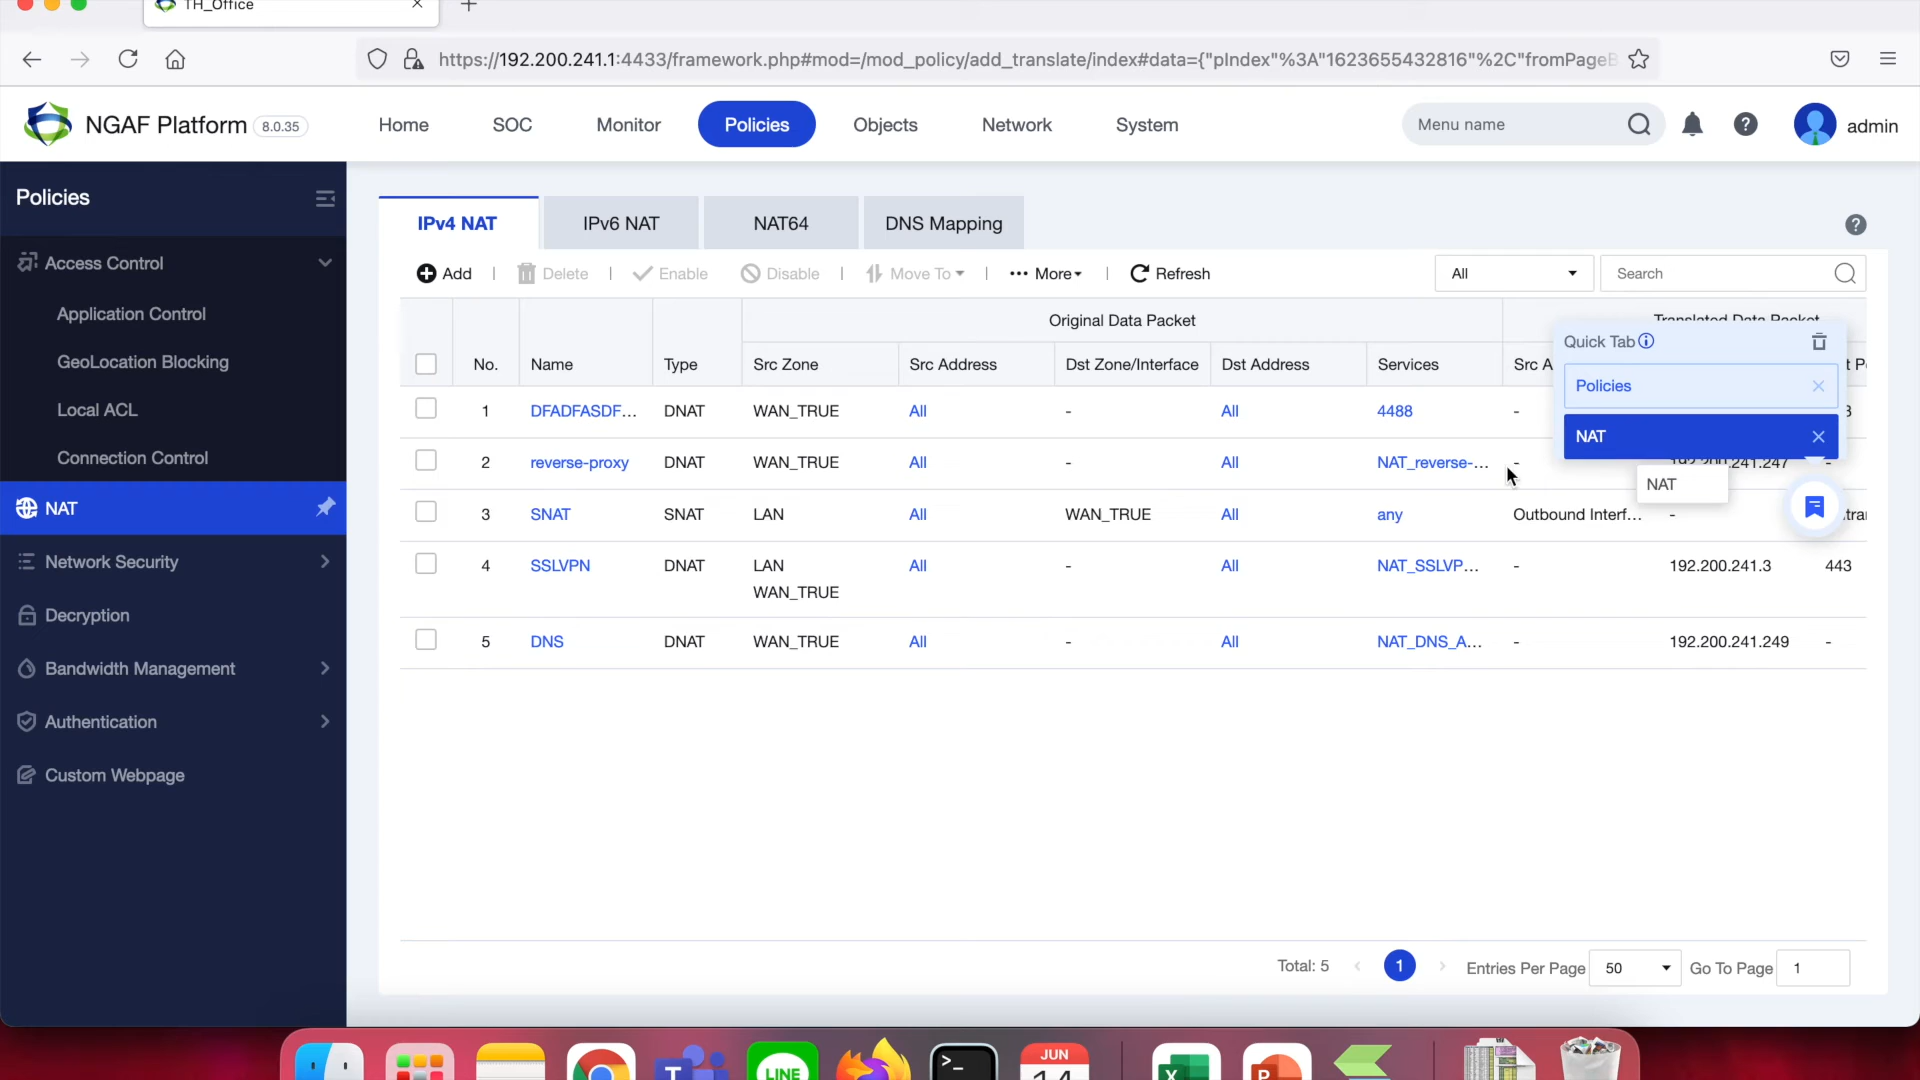 TH_Office
https://192.200.241.1:4433/framework.php#mod=/mod_policy/add_translate/index#data={"pIndex"%3A"1623655432816"%2C"fromPageB
NGAF Platform 8.0.35
Home SOC Monitor Policies Objects Network System
Menu name
admin
Policies
Access Control
Application Control
GeoLocation Blocking
Local ACL
Connection Control
NAT
Network Security
Decryption
Bandwidth Management
Authentication
Custom Webpage
IPv4 NAT IPv6 NAT NAT64 DNS Mapping
Add | Delete | Enable Disable | Move To | ... More | Refresh
All Search
Original Data Packet Translated Data Packet
No. Name Type Src Zone Src Address Dst Zone/Interface Dst Address Services Src A
1 DFADFASDF... DNAT WAN_TRUE All - All 4488 -
2 reverse-proxy DNAT WAN_TRUE All - All NAT_reverse-... - 192.200.241.247 -
3 SNAT SNAT LAN All WAN_TRUE All any Outbound Interf... -
4 SSLVPN DNAT LAN All - All NAT_SSLVP... - 192.200.241.3 443
WAN_TRUE
5 DNS DNAT WAN_TRUE All - All NAT_DNS_A... - 192.200.241.249 -
Quick Tab
Policies
NAT
NAT
Total: 5 1 Entries Per Page 50 Go To Page 1
LINE
JUN
14